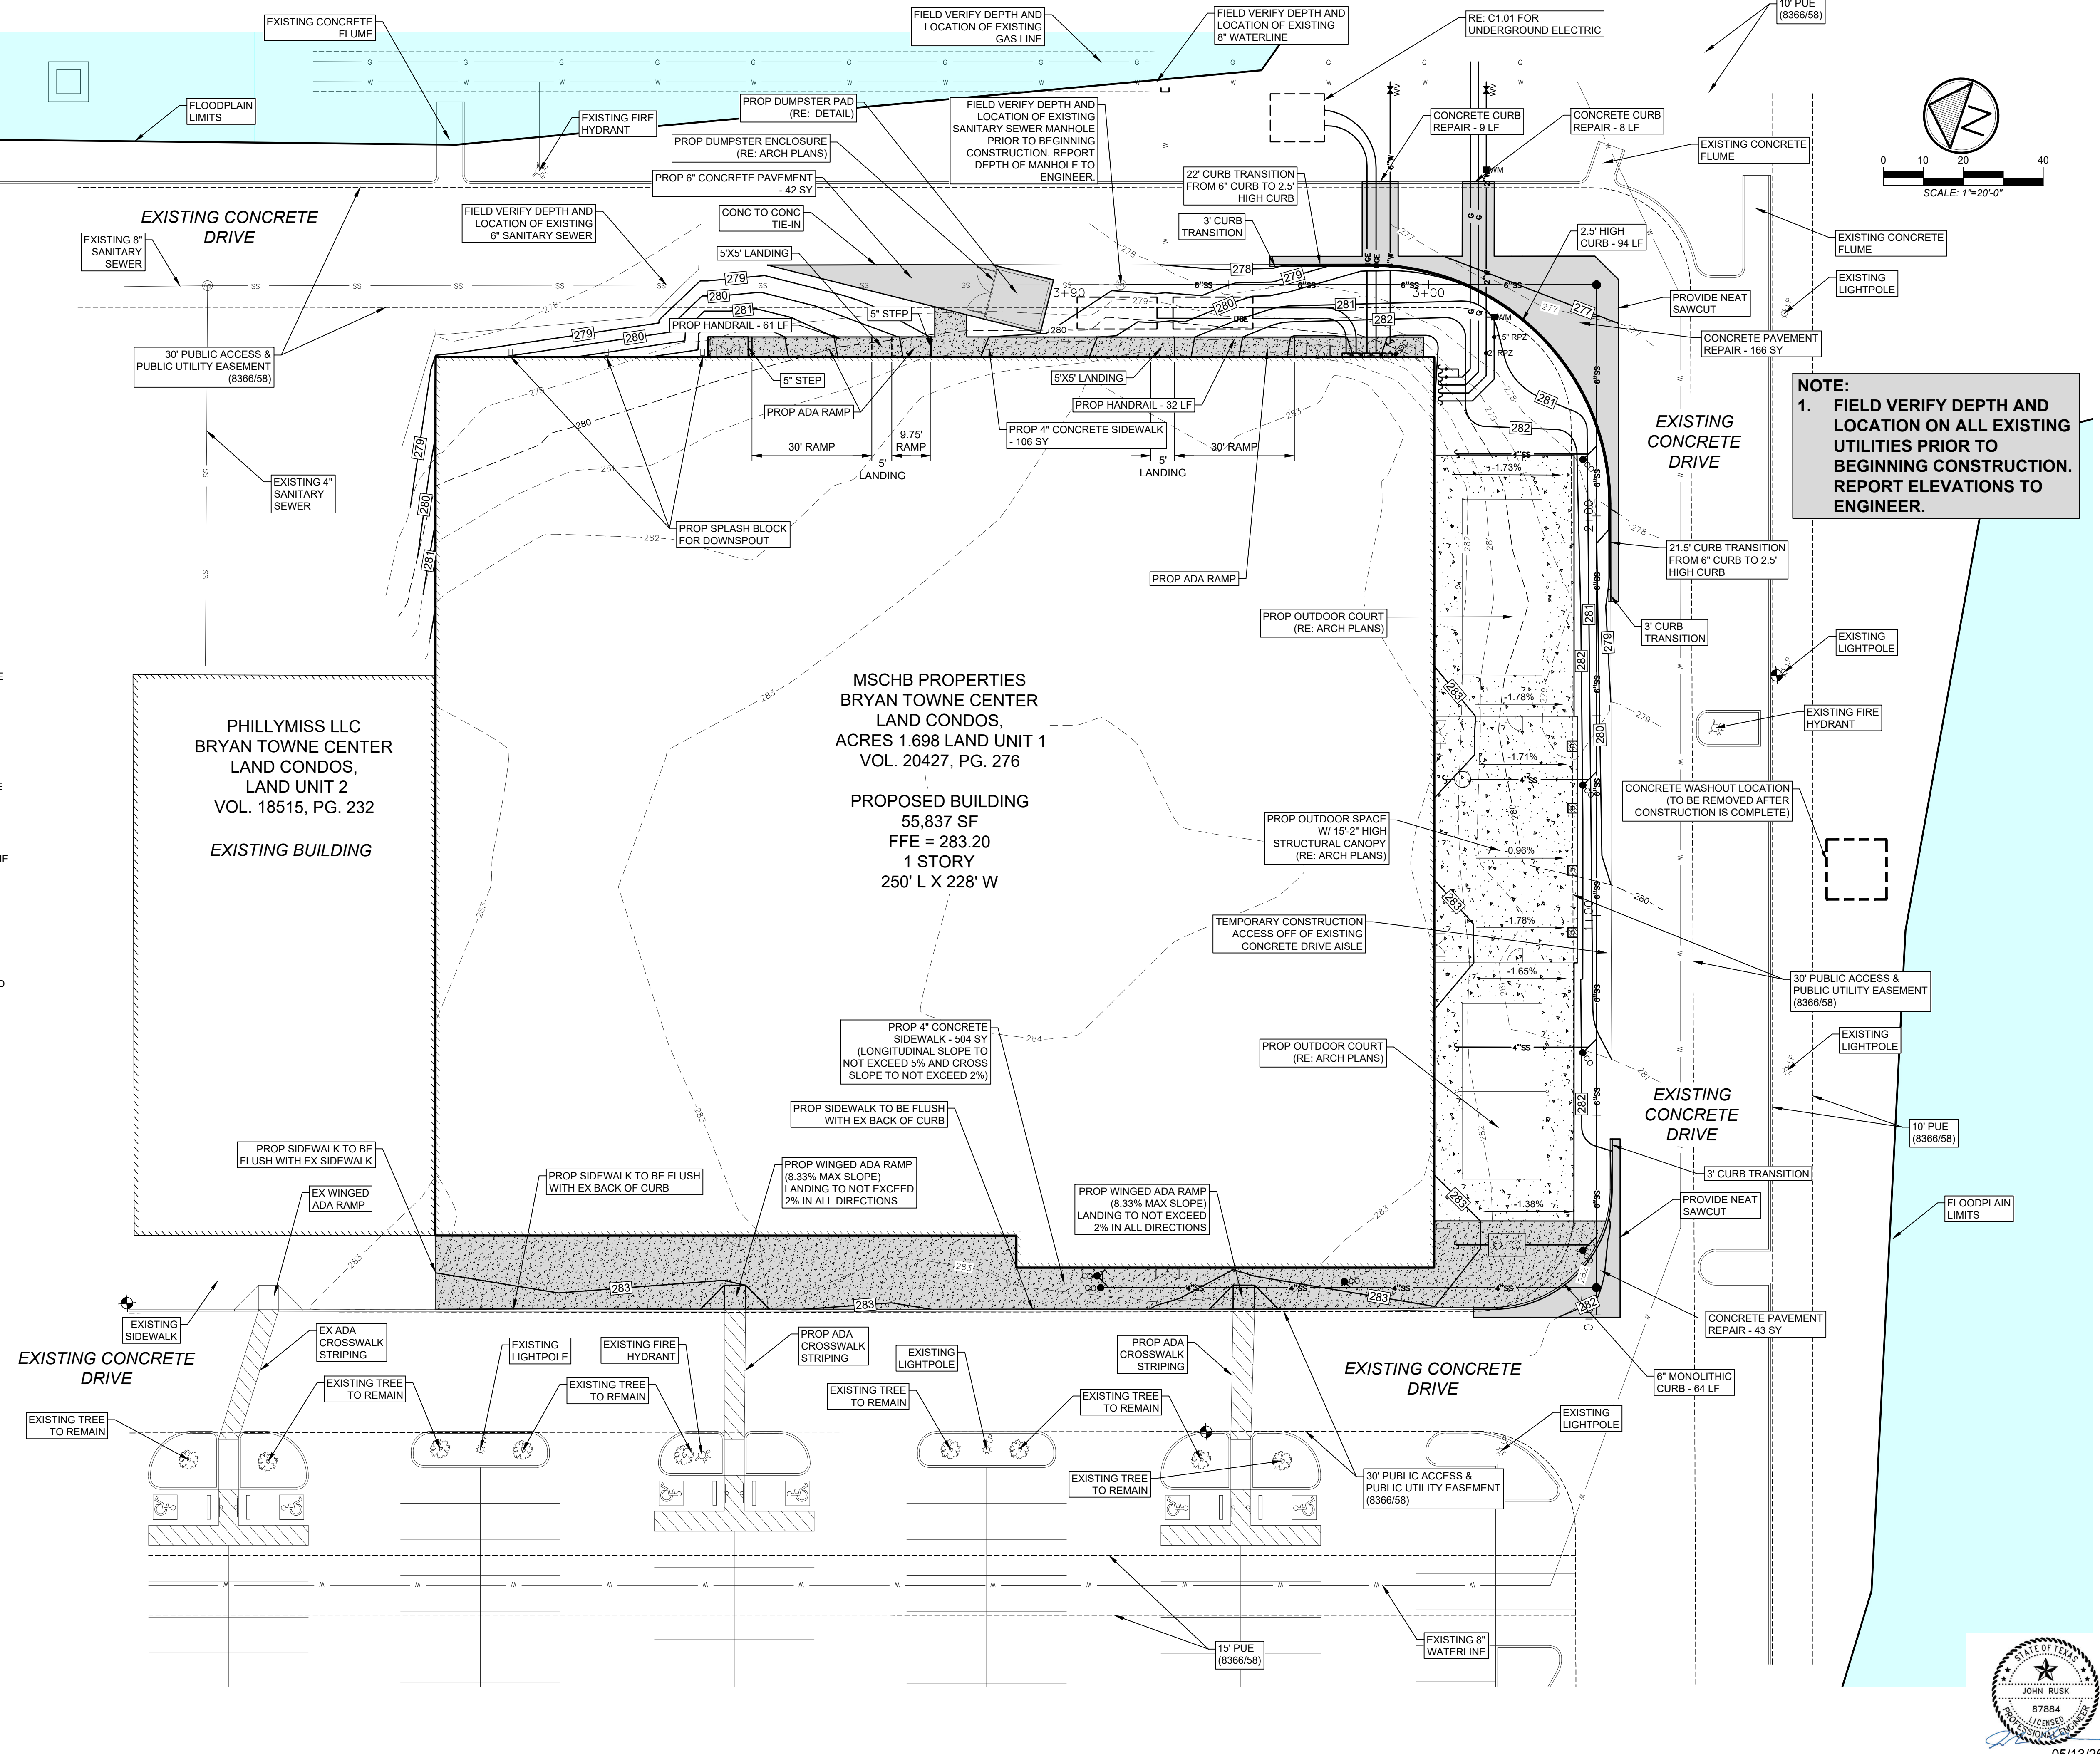 EXISTING CONCRETE
FLUME
FIELD VERIFY DEPTH AND
LOCATION OF EXISTING
GAS LINE
FIELD VERIFY DEPTH AND
LOCATION OF EXISTING
8" WATERLINE
RE: C1.01 FOR
UNDERGROUND ELECTRIC
10' PUE
(8366/58)
FLOODPLAIN
LIMITS
EXISTING FIRE
HYDRANT
PROP DUMPSTER PAD
(RE: DETAIL)
PROP DUMPSTER ENCLOSURE
(RE: ARCH PLANS)
PROP 6" CONCRETE PAVEMENT
- 42 SY
FIELD VERIFY DEPTH AND
LOCATION OF EXISTING
SANITARY SEWER MANHOLE
PRIOR TO BEGINNING
CONSTRUCTION. REPORT
DEPTH OF MANHOLE TO
ENGINEER.
CONCRETE CURB
REPAIR - 9 LF
CONCRETE CURB
REPAIR - 8 LF
EXISTING CONCRETE
FLUME
0 10 20 40
SCALE: 1"=20'-0"
22' CURB TRANSITION
FROM 6" CURB TO 2.5'
HIGH CURB
3' CURB
TRANSITION
2.5' HIGH
CURB - 94 LF
EXISTING CONCRETE
FLUME
EXISTING
LIGHTPOLE
EXISTING CONCRETE
DRIVE
EXISTING 8"
SANITARY
SEWER
FIELD VERIFY DEPTH AND
LOCATION OF EXISTING
6" SANITARY SEWER
CONC TO CONC
TIE-IN
5'X5' LANDING
PROP HANDRAIL - 61 LF
5" STEP
3+90
3+00
PROVIDE NEAT
SAWCUT
CONCRETE PAVEMENT
REPAIR - 166 SY
30' PUBLIC ACCESS &
PUBLIC UTILITY EASEMENT
(8366/58)
5" STEP
PROP ADA RAMP
30' RAMP
5'
LANDING
9.75'
RAMP
PROP 4" CONCRETE SIDEWALK
- 106 SY
5'X5' LANDING
PROP HANDRAIL - 32 LF
5'
LANDING
30' RAMP
NOTE:
1. FIELD VERIFY DEPTH AND
LOCATION ON ALL EXISTING
UTILITIES PRIOR TO
BEGINNING CONSTRUCTION.
REPORT ELEVATIONS TO
ENGINEER.
EXISTING
CONCRETE
DRIVE
EXISTING 4"
SANITARY
SEWER
PROP SPLASH BLOCK
FOR DOWNSPOUT
PROP ADA RAMP
21.5' CURB TRANSITION
FROM 6" CURB TO 2.5'
HIGH CURB
PROP OUTDOOR COURT
(RE: ARCH PLANS)
3' CURB
TRANSITION
EXISTING
LIGHTPOLE
EXISTING FIRE
HYDRANT
PHILLYMISS LLC
BRYAN TOWNE CENTER
LAND CONDOS,
LAND UNIT 2
VOL. 18515, PG. 232
EXISTING BUILDING
MSCHB PROPERTIES
BRYAN TOWNE CENTER
LAND CONDOS,
ACRES 1.698 LAND UNIT 1
VOL. 20427, PG. 276
PROPOSED BUILDING
55,837 SF
FFE = 283.20
1 STORY
250' L X 228' W
-1.73%
-1.78%
-1.71%
-0.96%
-1.78%
-1.65%
-1.38%
CONCRETE WASHOUT LOCATION
(TO BE REMOVED AFTER
CONSTRUCTION IS COMPLETE)
PROP OUTDOOR SPACE
W/ 15'-2" HIGH
STRUCTURAL CANOPY
(RE: ARCH PLANS)
TEMPORARY CONSTRUCTION
ACCESS OFF OF EXISTING
CONCRETE DRIVE AISLE
30' PUBLIC ACCESS &
PUBLIC UTILITY EASEMENT
(8366/58)
EXISTING
LIGHTPOLE
PROP 4" CONCRETE
SIDEWALK - 504 SY
(LONGITUDINAL SLOPE TO
NOT EXCEED 5% AND CROSS
SLOPE TO NOT EXCEED 2%)
PROP OUTDOOR COURT
(RE: ARCH PLANS)
EXISTING
CONCRETE
DRIVE
10' PUE
(8366/58)
PROP SIDEWALK TO BE FLUSH
WITH EX BACK OF CURB
PROP SIDEWALK TO BE
FLUSH WITH EX SIDEWALK
PROP SIDEWALK TO BE FLUSH
WITH EX BACK OF CURB
PROP WINGED ADA RAMP
(8.33% MAX SLOPE)
LANDING TO NOT EXCEED
2% IN ALL DIRECTIONS
PROP WINGED ADA RAMP
(8.33% MAX SLOPE)
LANDING TO NOT EXCEED
2% IN ALL DIRECTIONS
3' CURB TRANSITION
PROVIDE NEAT
SAWCUT
FLOODPLAIN
LIMITS
EX WINGED
ADA RAMP
EXISTING
SIDEWALK
EX ADA
CROSSWALK
STRIPING
EXISTING
LIGHTPOLE
EXISTING FIRE
HYDRANT
PROP ADA
CROSSWALK
STRIPING
EXISTING
LIGHTPOLE
PROP ADA
CROSSWALK
STRIPING
CONCRETE PAVEMENT
REPAIR - 43 SY
EXISTING CONCRETE
DRIVE
EXISTING CONCRETE
DRIVE
6" MONOLITHIC
CURB - 64 LF
EXISTING TREE
TO REMAIN
EXISTING TREE
TO REMAIN
EXISTING TREE
TO REMAIN
EXISTING TREE
TO REMAIN
EXISTING TREE
TO REMAIN
EXISTING LIGHTPOLE
EXISTING TREE
TO REMAIN
30' PUBLIC ACCESS &
PUBLIC UTILITY EASEMENT
(8366/58)
15' PUE
(8366/58)
EXISTING 8"
WATERLINE
STATE OF TEXAS
JOHN RUSK
87884
LICENSED
PROFESSIONAL ENGINEER